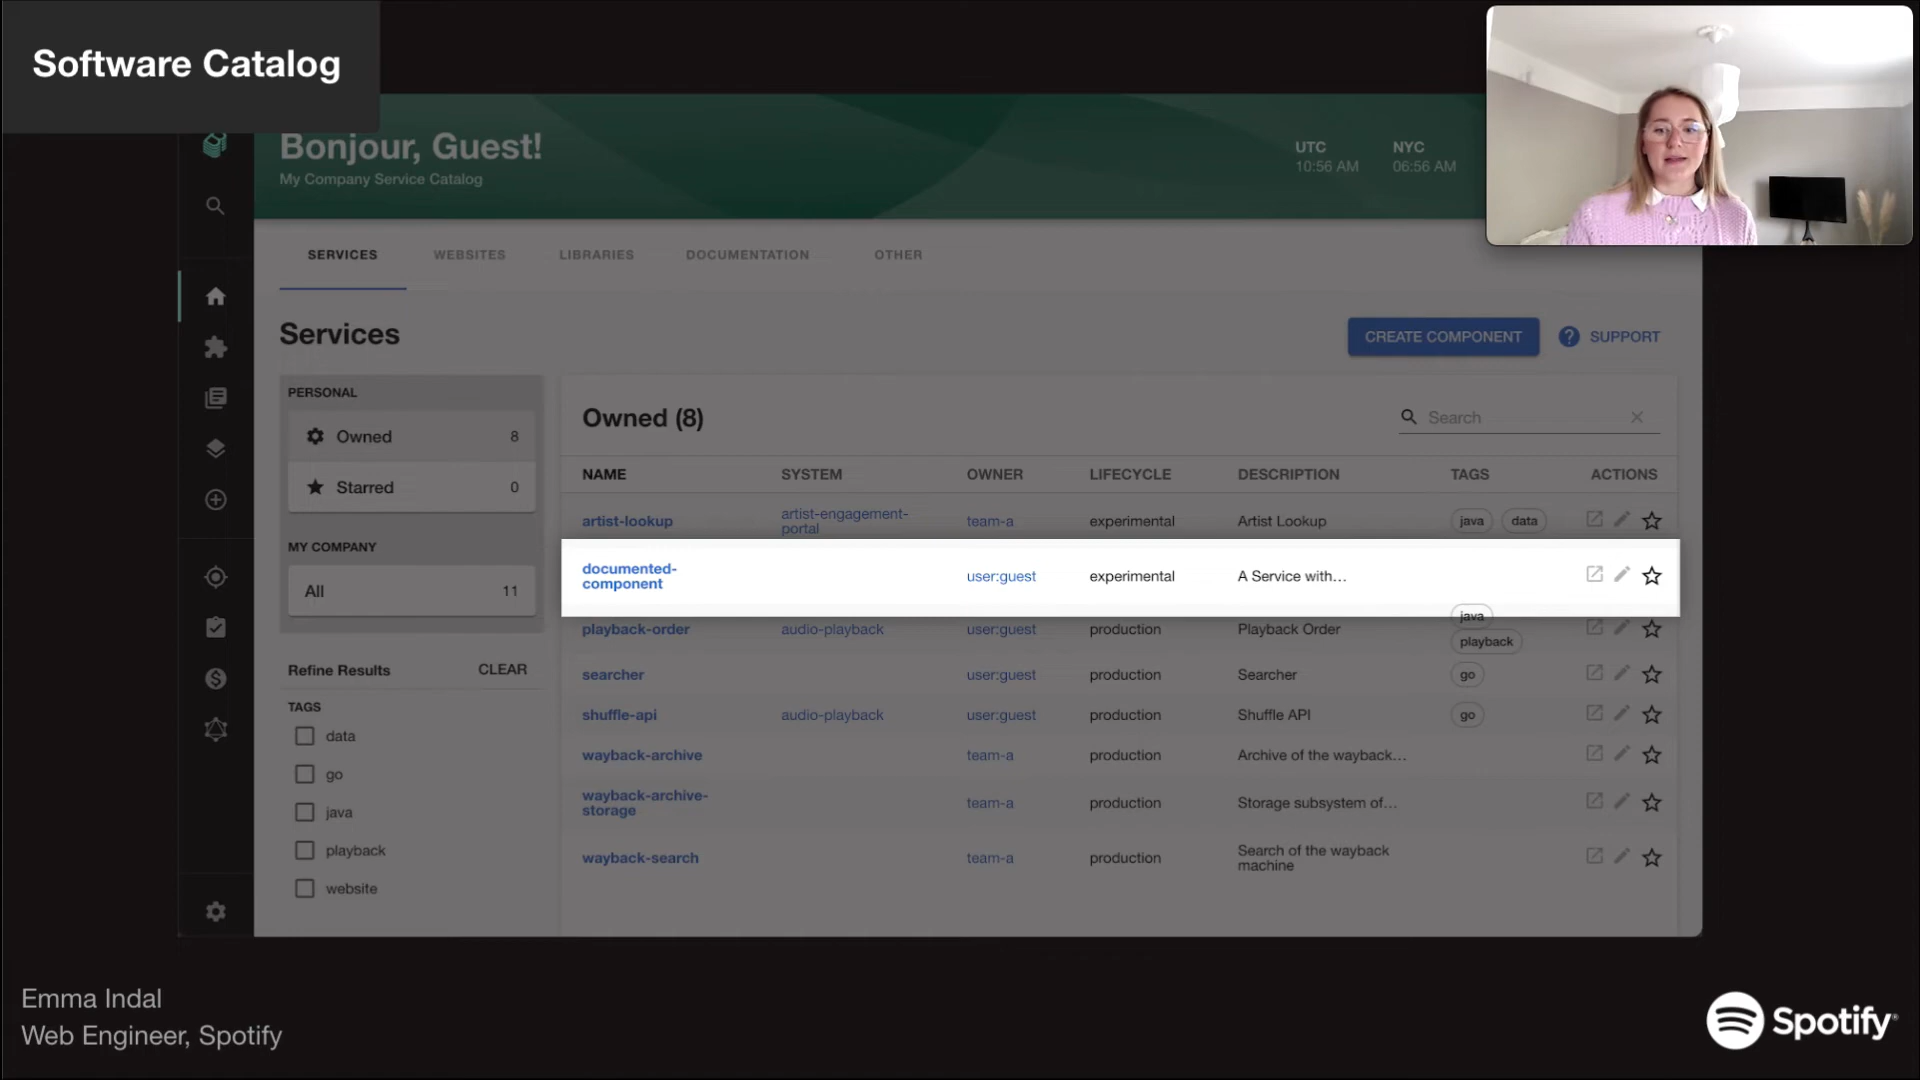 Software Catalog
Bonjour, Guest!
My Company Service Catalog
UTC
10:56 AM
NYC
06:56 AM
SERVICES
WEBSITES
LIBRARIES
DOCUMENTATION
OTHER
Services
CREATE COMPONENT
SUPPORT
PERSONAL
Owned 8
Starred 0
MY COMPANY
All 11
Refine Results CLEAR
TAGS
data
go
java
playback
website
Owned (8)
Search
NAME SYSTEM OWNER LIFECYCLE DESCRIPTION TAGS ACTIONS
artist-lookup artist-engagement-
portal team-a experimental Artist Lookup java data
documented-
component user:guest experimental A Service with...
playback-order audio-playback user:guest production Playback Order java
playback
searcher user:guest production Searcher go
shuffle-api audio-playback user:guest production Shuffle API go
wayback-archive team-a production Archive of the wayback...
wayback-archive-
storage team-a production Storage subsystem of...
wayback-search team-a production Search of the wayback
machine
Emma Indal
Web Engineer, Spotify
Spotify